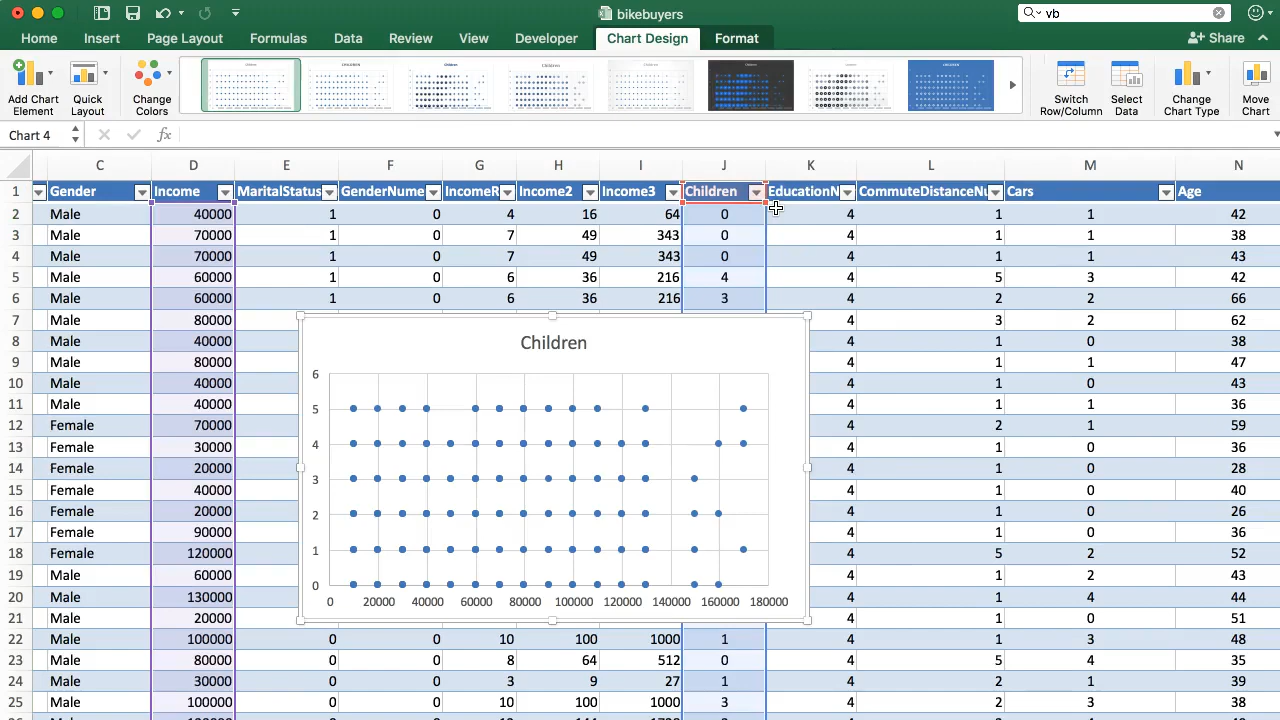 bikebuyers
vb
Home Insert Page Layout Formulas Data Review View Developer Chart Design Format Share
Add Chart Element
Quick Layout
Change Colors
Switch Row/Column
Select Data
Change Chart Type
Move Chart
Chart 4 fx
C D E F G H I J K L M N
1 Gender Income MaritalStatus GenderNume IncomeR Income2 Income3 Children EducationN CommuteDistanceNu Cars Age
2 Male 40000 1 0 4 16 64 0 4 1 1 42
3 Male 70000 1 0 7 49 343 0 4 1 1 38
4 Male 70000 1 0 7 49 343 0 4 1 1 43
5 Male 60000 1 0 6 36 216 4 4 5 3 42
6 Male 60000 1 0 6 36 216 3 4 2 2 66
7 Male 80000 4 3 2 62
8 Male 40000 4 1 0 38
9 Male 80000 4 1 1 47
10 Male 40000 4 1 0 43
11 Male 40000 4 1 1 36
12 Female 70000 4 2 1 59
13 Female 30000 4 1 0 36
14 Female 20000 4 1 0 28
15 Female 40000 4 1 0 40
16 Female 20000 4 1 0 26
17 Female 90000 4 1 0 36
18 Female 120000 4 5 2 52
19 Male 60000 4 1 2 43
20 Male 130000 4 1 4 44
21 Male 20000 4 1 0 51
22 Male 100000 0 0 10 100 1000 1 4 1 3 48
23 Male 80000 0 0 8 64 512 0 4 5 4 35
24 Male 30000 0 0 3 9 27 1 4 2 1 39
25 Male 100000 0 0 10 100 1000 3 4 2 3 38
Children
6
5
4
3
2
1
0
0 20000 40000 60000 80000 100000 120000 140000 160000 180000